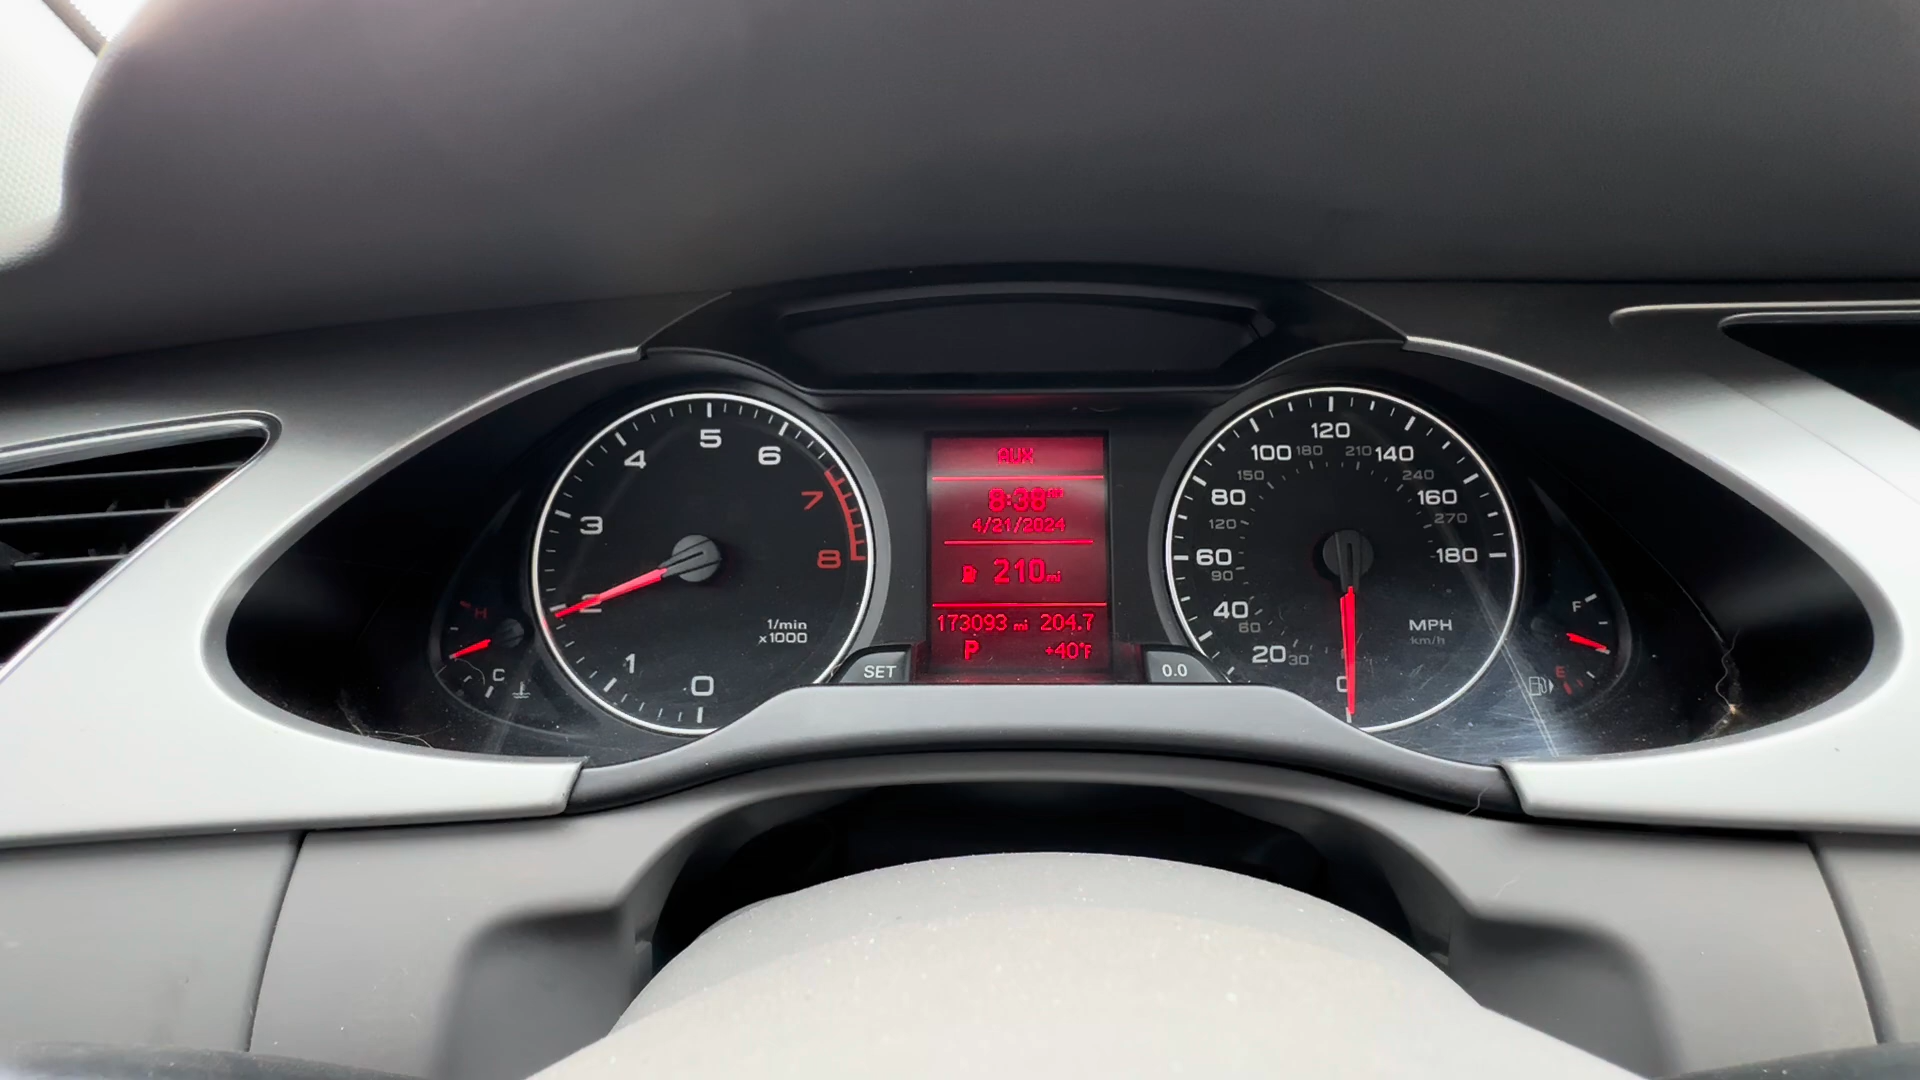 0
1
2
3
4
5
6
7
8
1/min
x1000
H
C
SET
AUX
8:38
4/21/2024
210 mi
173093 mi 204.7
P +40°F
0.0
20
40
60
80
100
120
140
160
180
30
60
90
120
150
180
210
240
270
MPH
km/h
F
E